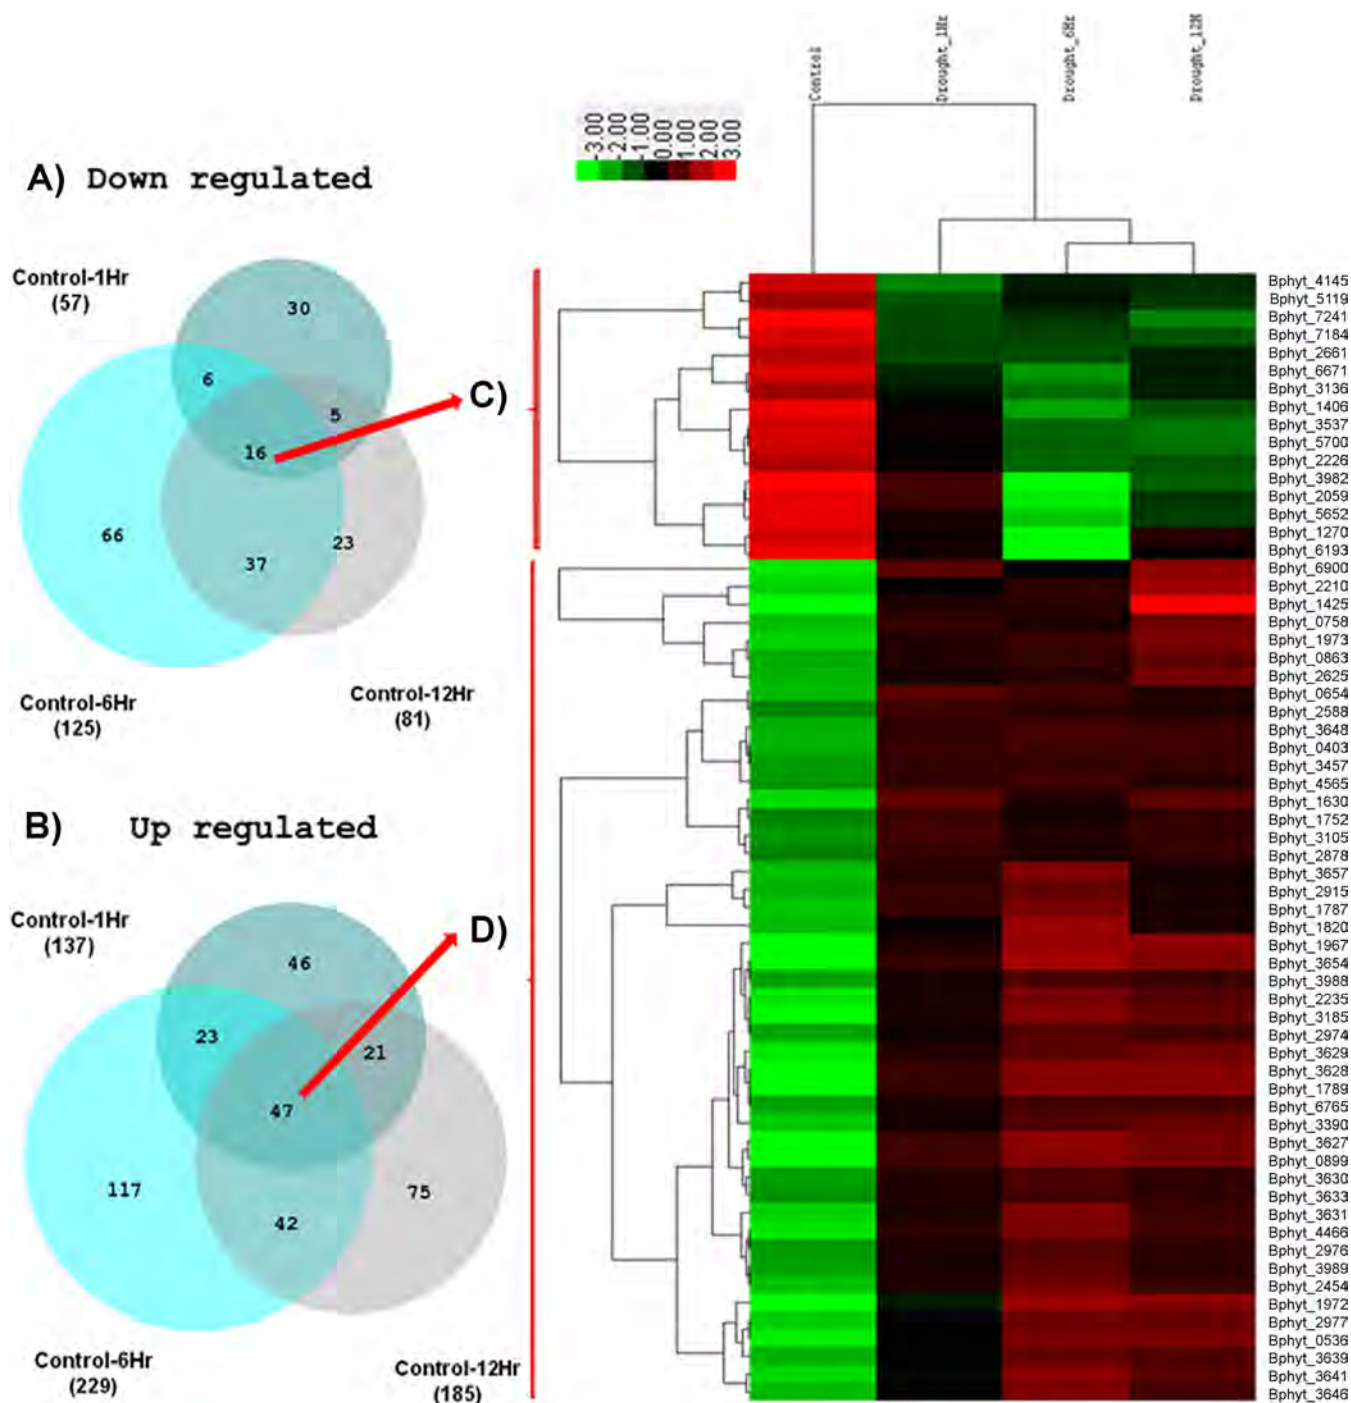 Control
Drought_1Hr
Drought_6Hr
Drought_12H
-3.00
-2.00
-1.00
0.00
1.00
2.00
3.00
A) Down regulated
Control-1Hr
(57)
30
6
5
16
66
37
23
Control-6Hr
(125)
Control-12Hr
(81)
C)
B) Up regulated
Control-1Hr
(137)
46
23
21
47
117
75
42
Control-6Hr
(229)
Control-12Hr
(185)
D)
Bphyt_4145
Bphyt_5119
Bphyt_7241
Bphyt_7184
Bphyt_2661
Bphyt_6671
Bphyt_3136
Bphyt_1406
Bphyt_3537
Bphyt_5700
Bphyt_2226
Bphyt_3982
Bphyt_2059
Bphyt_5652
Bphyt_1270
Bphyt_6193
Bphyt_6900
Bphyt_2210
Bphyt_1425
Bphyt_0758
Bphyt_1973
Bphyt_0863
Bphyt_2625
Bphyt_0654
Bphyt_2588
Bphyt_3648
Bphyt_0403
Bphyt_3457
Bphyt_4565
Bphyt_1630
Bphyt_1752
Bphyt_3105
Bphyt_2878
Bphyt_3657
Bphyt_2915
Bphyt_1787
Bphyt_1820
Bphyt_1967
Bphyt_3654
Bphyt_3988
Bphyt_2235
Bphyt_3185
Bphyt_2974
Bphyt_3629
Bphyt_3628
Bphyt_1789
Bphyt_6765
Bphyt_3390
Bphyt_3627
Bphyt_0899
Bphyt_3630
Bphyt_3633
Bphyt_3631
Bphyt_4466
Bphyt_2976
Bphyt_3989
Bphyt_2454
Bphyt_1972
Bphyt_2977
Bphyt_0536
Bphyt_3639
Bphyt_3641
Bphyt_3646